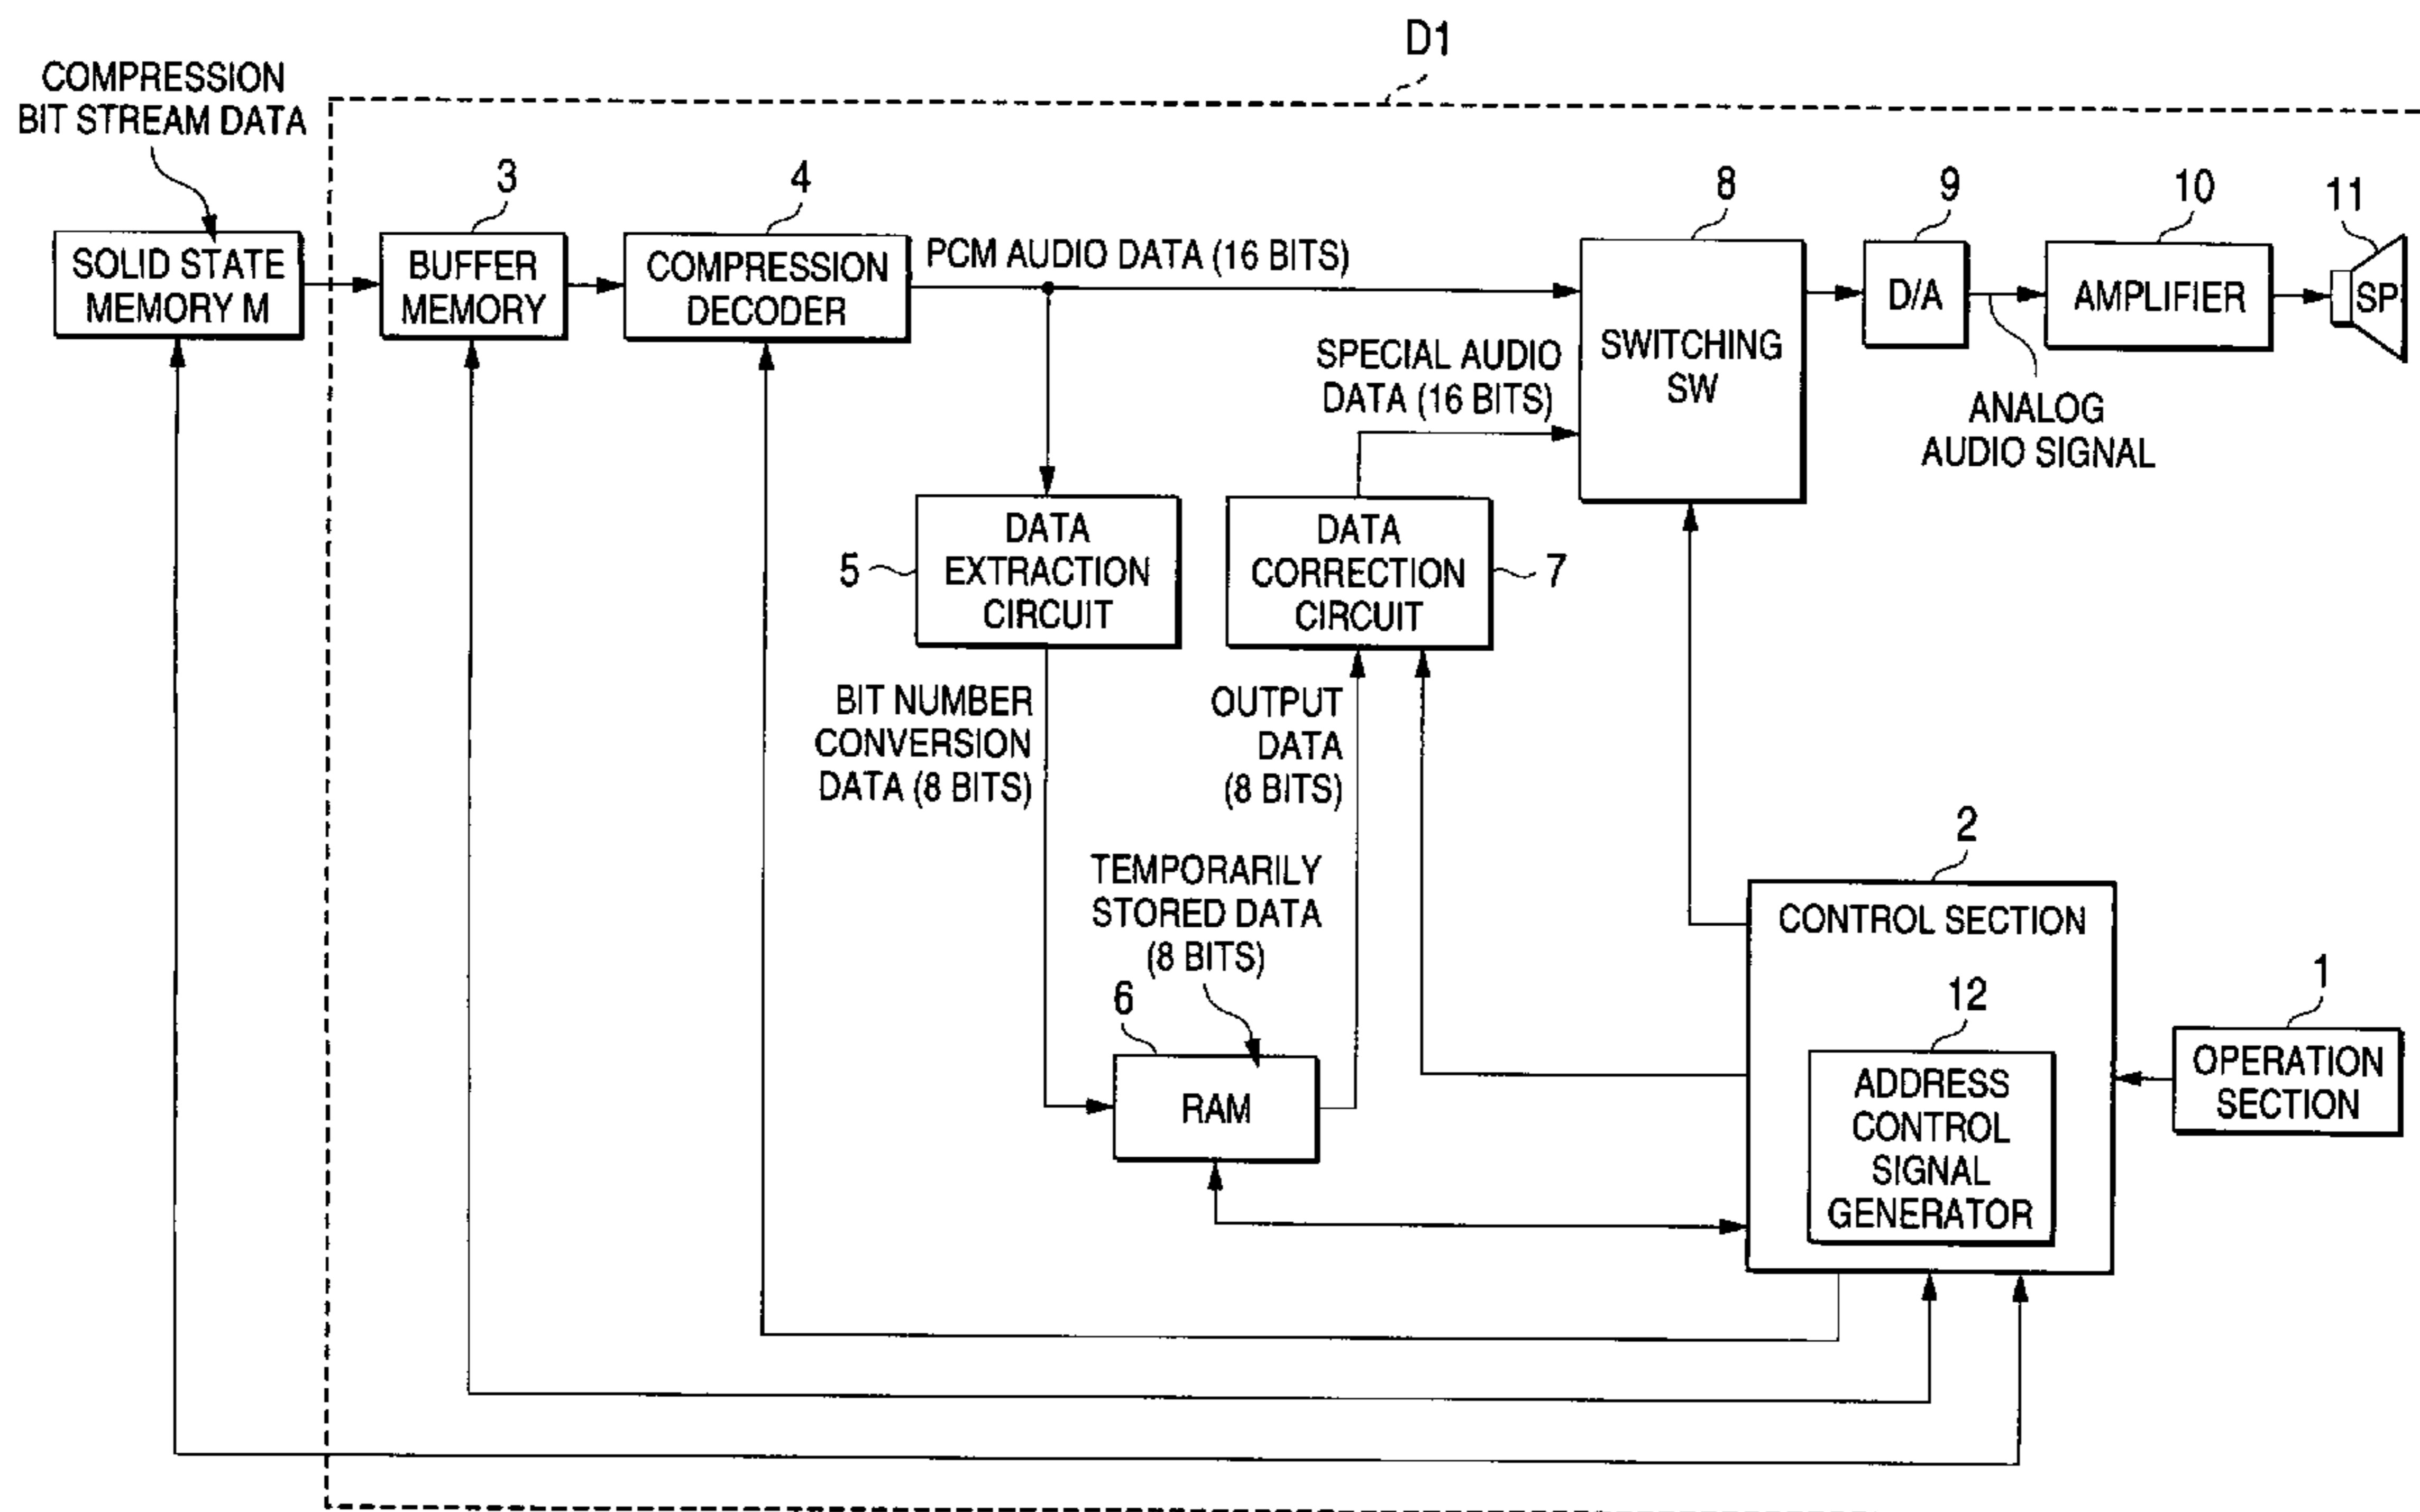 D1
COMPRESSION
BIT STREAM DATA
3
4
8
9
10
11
SOLID STATE
MEMORY M
BUFFER
MEMORY
COMPRESSION
DECODER
PCM AUDIO DATA (16 BITS)
SWITCHING
SW
D/A
AMPLIFIER
SP
SPECIAL AUDIO
DATA (16 BITS)
ANALOG
AUDIO SIGNAL
5
DATA
EXTRACTION
CIRCUIT
DATA
CORRECTION
CIRCUIT
7
BIT NUMBER
CONVERSION
DATA (8 BITS)
OUTPUT
DATA
(8 BITS)
TEMPORARILY
STORED DATA
(8 BITS)
6
RAM
2
CONTROL SECTION
12
ADDRESS
CONTROL
SIGNAL
GENERATOR
1
OPERATION
SECTION